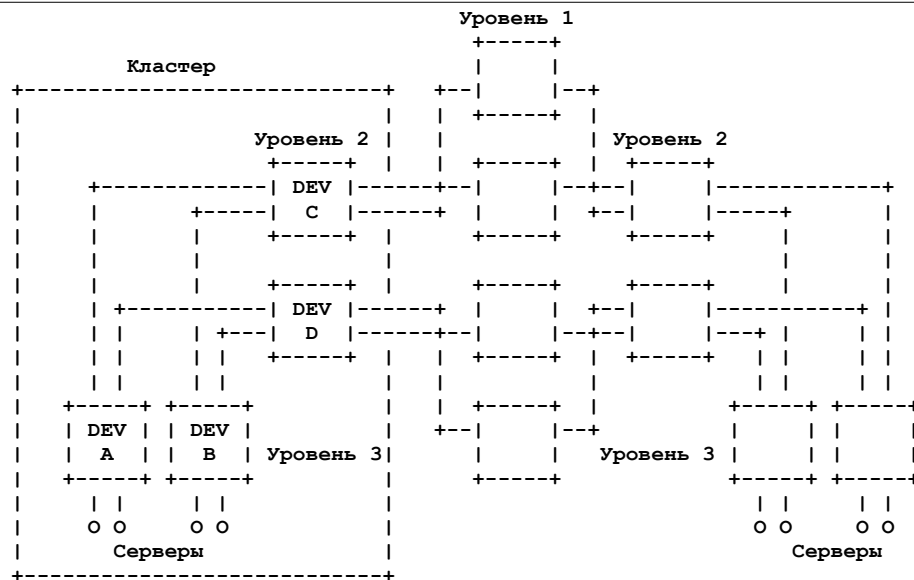 Уровень 1
Кластер
Уровень 2 Уровень 2
DEV
C
DEV
D
DEV DEV
A B Уровень 3 Уровень 3
O O O O O O O O
Серверы Серверы